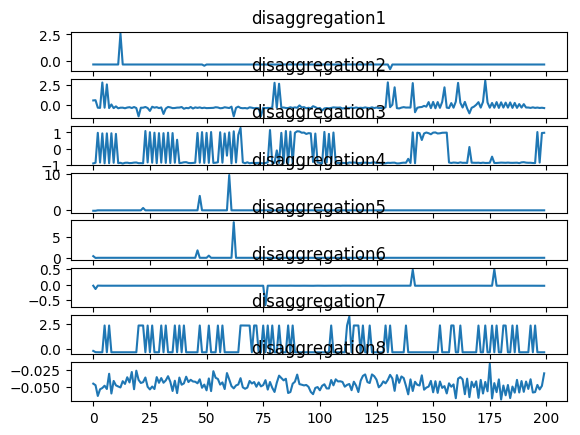 disaggregation1
2.5
0.0
disaggregation2
2.5
0.0
disaggregation3
1
0
−1
disaggregation4
10
0
disaggregation5
5
0
disaggregation6
0.5
0.0
−0.5
disaggregation7
2.5
0.0
disaggregation8
−0.025
−0.050
0 25 50 75 100 125 150 175 200